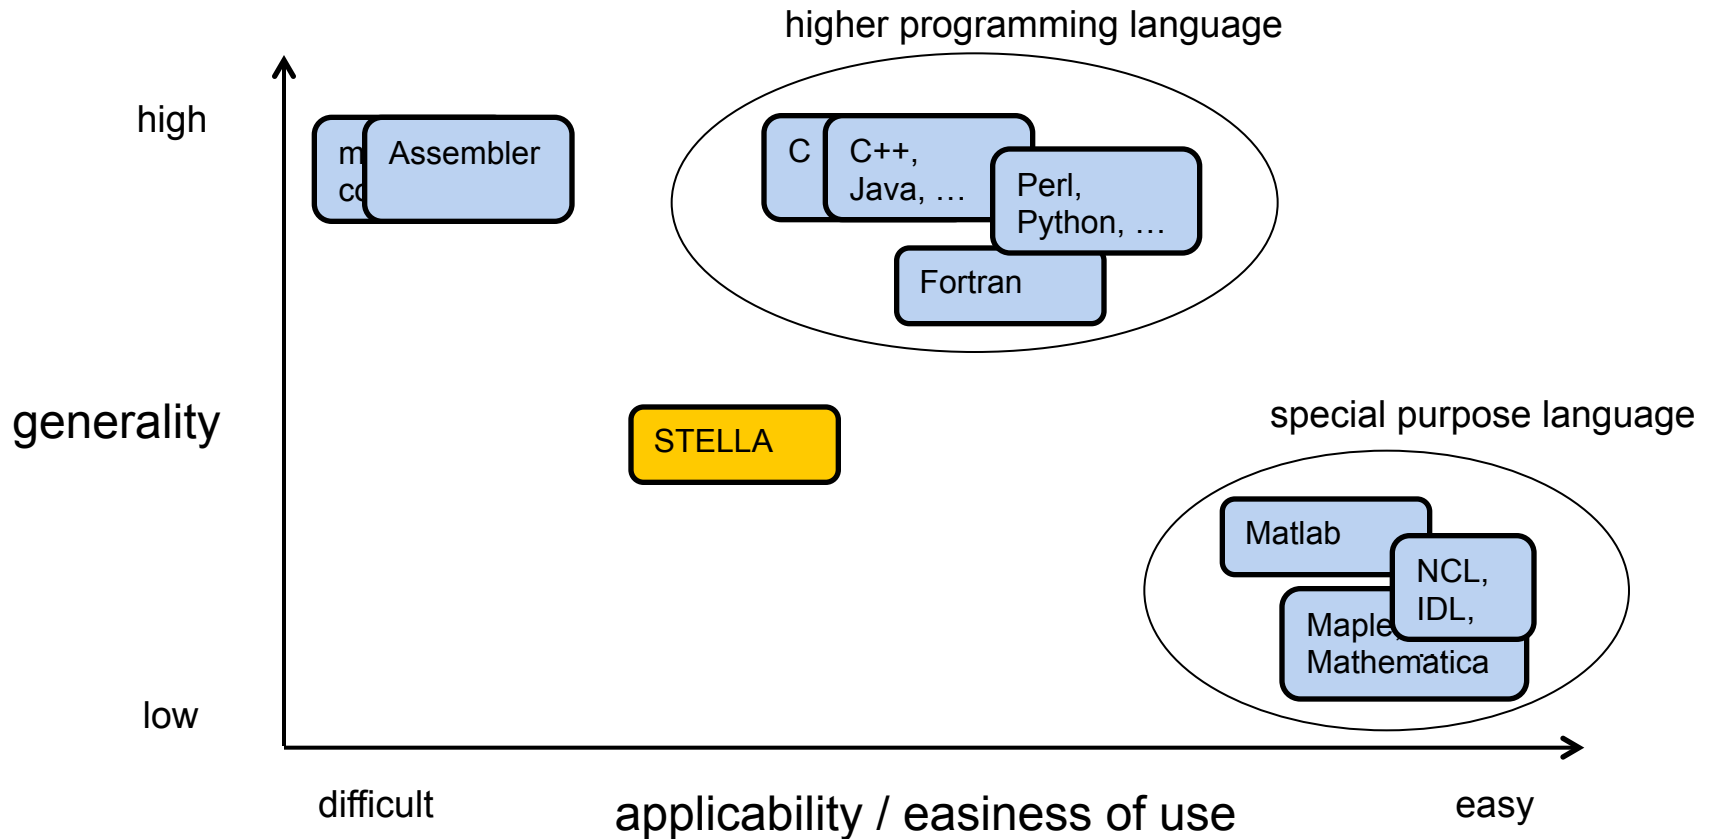 higher programming language
high
Assembler
C
C++,
Java, …
Perl,
Python, …
Fortran
generality
STELLA
special purpose language
Matlab
NCL,
IDL,
Maple,
Mathematica
low
difficult
applicability / easiness of use
easy